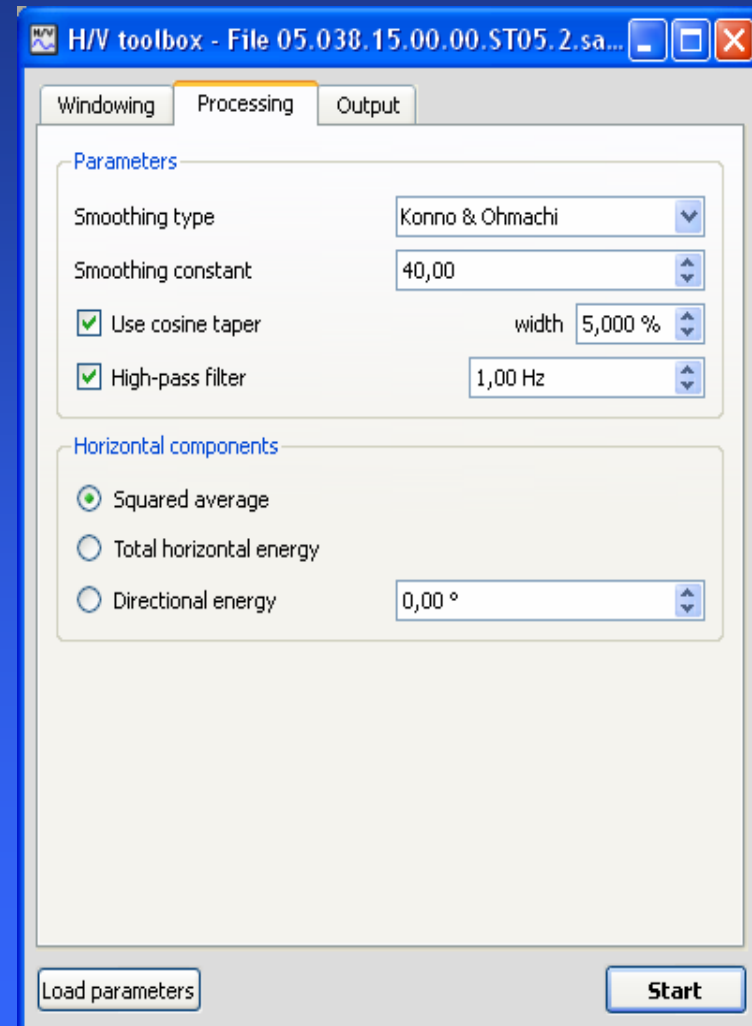 H/V toolbox - File 05.038.15.00.00.ST05.2.sa...
Windowing Processing Output
Parameters
Smoothing type Konno & Ohmachi
Smoothing constant 40,00
Use cosine taper width 5,000 %
High-pass filter 1,00 Hz
Horizontal components
Squared average
Total horizontal energy
Directional energy 0,00 °
Load parameters Start